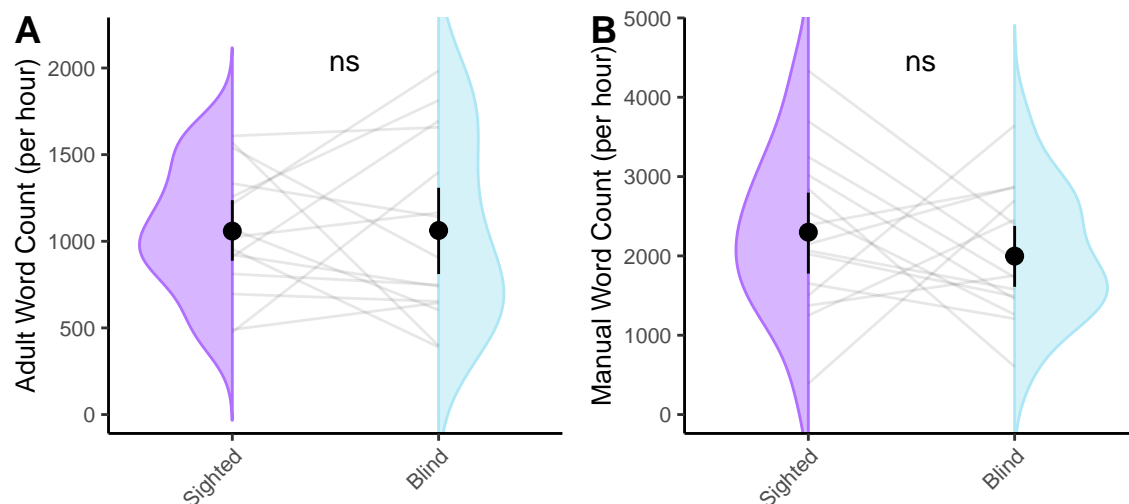 A
Adult Word Count (per hour)
2000
1500
1000
500
0
ns
Sighted
Blind
B
Manual Word Count (per hour)
5000
4000
3000
2000
1000
0
ns
Sighted
Blind